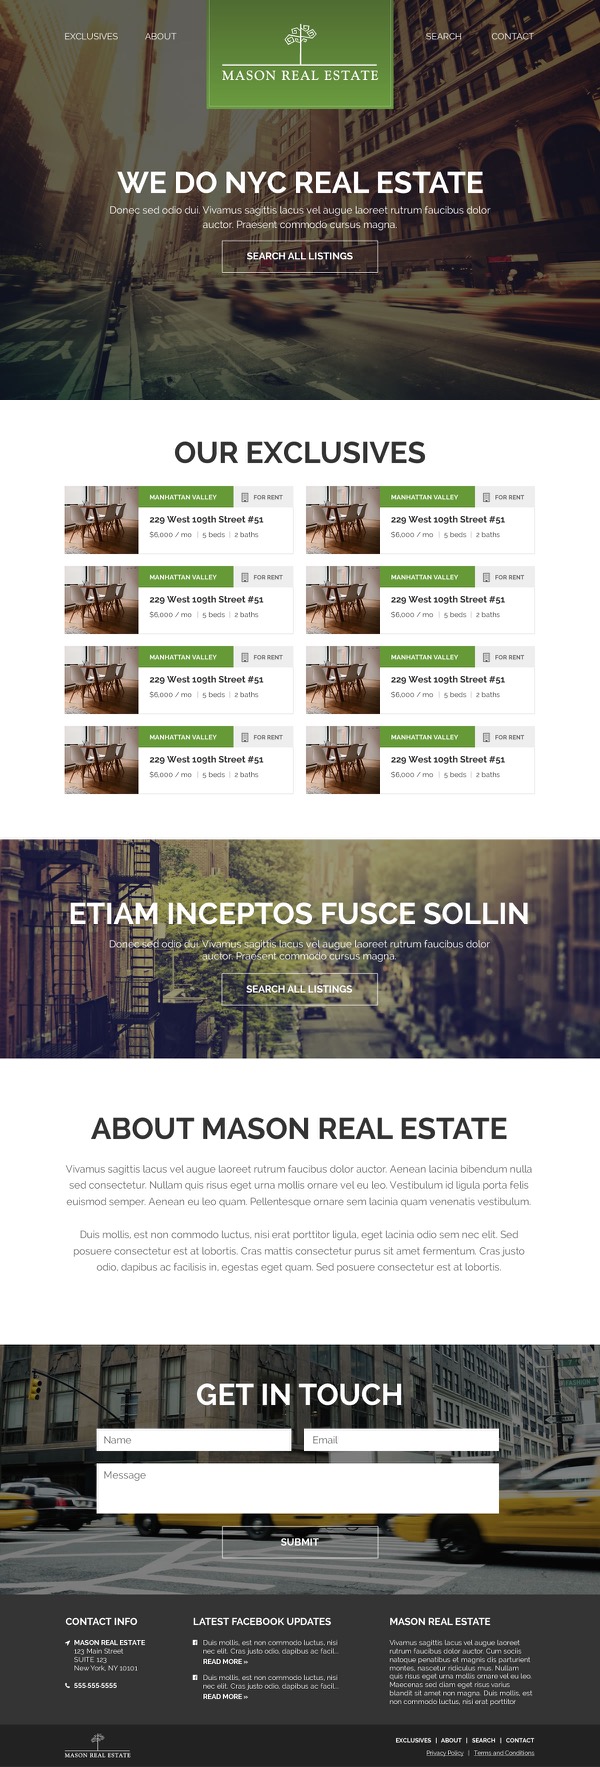 EXCLUSIVES
ABOUT
MASON REAL ESTATE
SEARCH
CONTACT
WE DO NYC REAL ESTATE
Donec sed odio dui. Vivamus sagittis lacus vel augue laoreet rutrum faucibus dolor
auctor. Praesent commodo cursus magna.
SEARCH ALL LISTINGS
OUR EXCLUSIVES
MANHATTAN VALLEY
FOR RENT
229 West 109th Street #51
$6,000 / mo | 5 beds | 2 baths
MANHATTAN VALLEY
FOR RENT
229 West 109th Street #51
$6,000 / mo | 5 beds | 2 baths
MANHATTAN VALLEY
FOR RENT
229 West 109th Street #51
$6,000 / mo | 5 beds | 2 baths
MANHATTAN VALLEY
FOR RENT
229 West 109th Street #51
$6,000 / mo | 5 beds | 2 baths
MANHATTAN VALLEY
FOR RENT
229 West 109th Street #51
$6,000 / mo | 5 beds | 2 baths
MANHATTAN VALLEY
FOR RENT
229 West 109th Street #51
$6,000 / mo | 5 beds | 2 baths
MANHATTAN VALLEY
FOR RENT
229 West 109th Street #51
$6,000 / mo | 5 beds | 2 baths
MANHATTAN VALLEY
FOR RENT
229 West 109th Street #51
$6,000 / mo | 5 beds | 2 baths
ETIAM INCEPTOS FUSCE SOLLIN
Donec sed odio dui. Vivamus sagittis lacus vel augue laoreet rutrum faucibus dolor
auctor. Praesent commodo cursus magna.
SEARCH ALL LISTINGS
ABOUT MASON REAL ESTATE
Vivamus sagittis lacus vel augue laoreet rutrum faucibus dolor auctor. Aenean lacinia bibendum nulla
sed consectetur. Nullam quis risus eget urna mollis ornare vel eu leo. Vestibulum id ligula porta felis
euismod semper. Aenean eu leo quam. Pellentesque ornare sem lacinia quam venenatis vestibulum.
Duis mollis, est non commodo luctus, nisi erat porttitor ligula, eget lacinia odio sem nec elit. Sed
posuere consectetur est at lobortis. Cras mattis consectetur purus sit amet fermentum. Cras justo
odio, dapibus ac facilisis in, egestas eget quam. Sed posuere consectetur est at lobortis.
GET IN TOUCH
Name
Email
Message
SUBMIT
CONTACT INFO
MASON REAL ESTATE
123 Main Street
SUITE 123
New York, NY 10101
555-555-5555
LATEST FACEBOOK UPDATES
Duis mollis, est non commodo luctus, nisi
nec elit. Cras justo odio, dapibus ac facil...
READ MORE »
Duis mollis, est non commodo luctus, nisi
nec elit. Cras justo odio, dapibus ac facil...
READ MORE »
MASON REAL ESTATE
Vivamus sagittis lacus vel augue laoreet
rutrum faucibus dolor auctor. Cum sociis
natoque penatibus et magnis dis parturient
montes, nascetur ridiculus mus. Nullam
quis risus eget urna mollis ornare vel eu leo.
Maecenas sed diam eget risus varius
blandit sit amet non magna. Duis mollis, est
non commodo luctus, nisi erat porttitor
MASON REAL ESTATE
EXCLUSIVES | ABOUT | SEARCH | CONTACT
Privacy Policy | Terms and Conditions